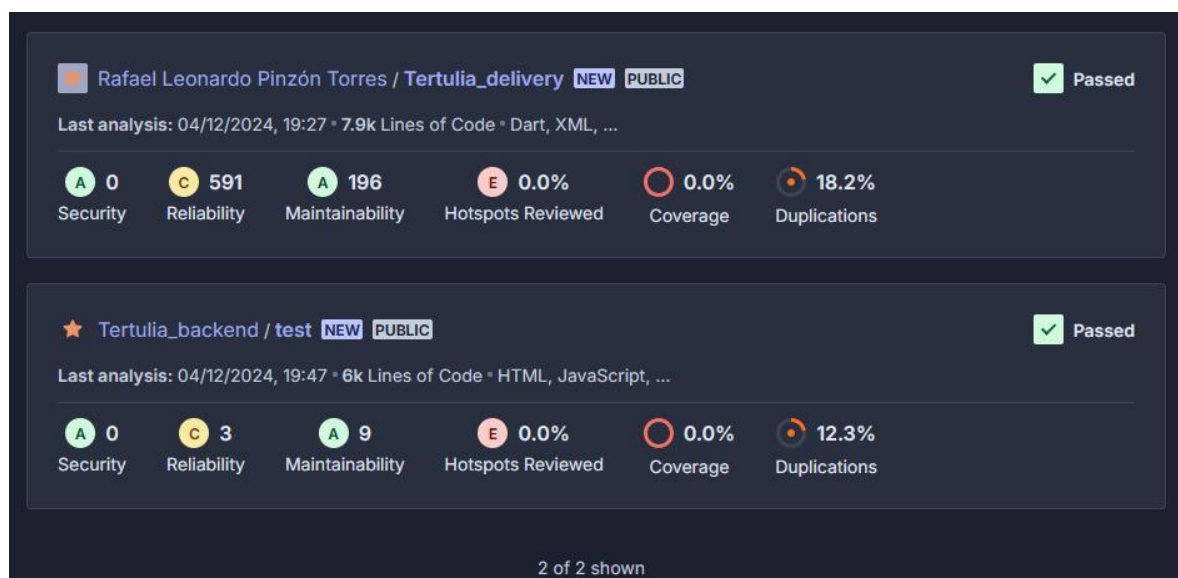 Rafael Leonardo Pinzón Torres / Tertulia_delivery NEW PUBLIC Passed
Last analysis: 04/12/2024, 19:27 • 7.9k Lines of Code • Dart, XML, ...
A 0 C 591 A 196 E 0.0% 0.0% 18.2%
Security Reliability Maintainability Hotspots Reviewed Coverage Duplications
Tertulia_backend / test NEW PUBLIC Passed
Last analysis: 04/12/2024, 19:47 • 6k Lines of Code • HTML, JavaScript, ...
A 0 C 3 A 9 E 0.0% 0.0% 12.3%
Security Reliability Maintainability Hotspots Reviewed Coverage Duplications
2 of 2 shown